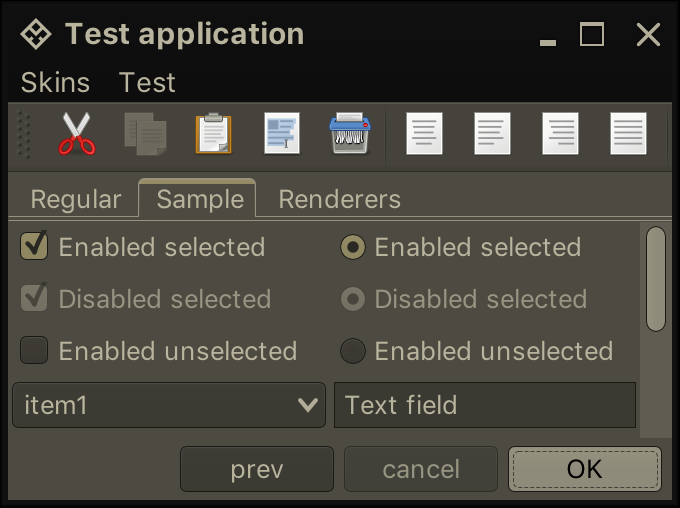 Test application
Skins Test
Regular Sample Renderers
Enabled selected Enabled selected
Disabled selected Disabled selected
Enabled unselected Enabled unselected
item1 Text field
prev cancel OK